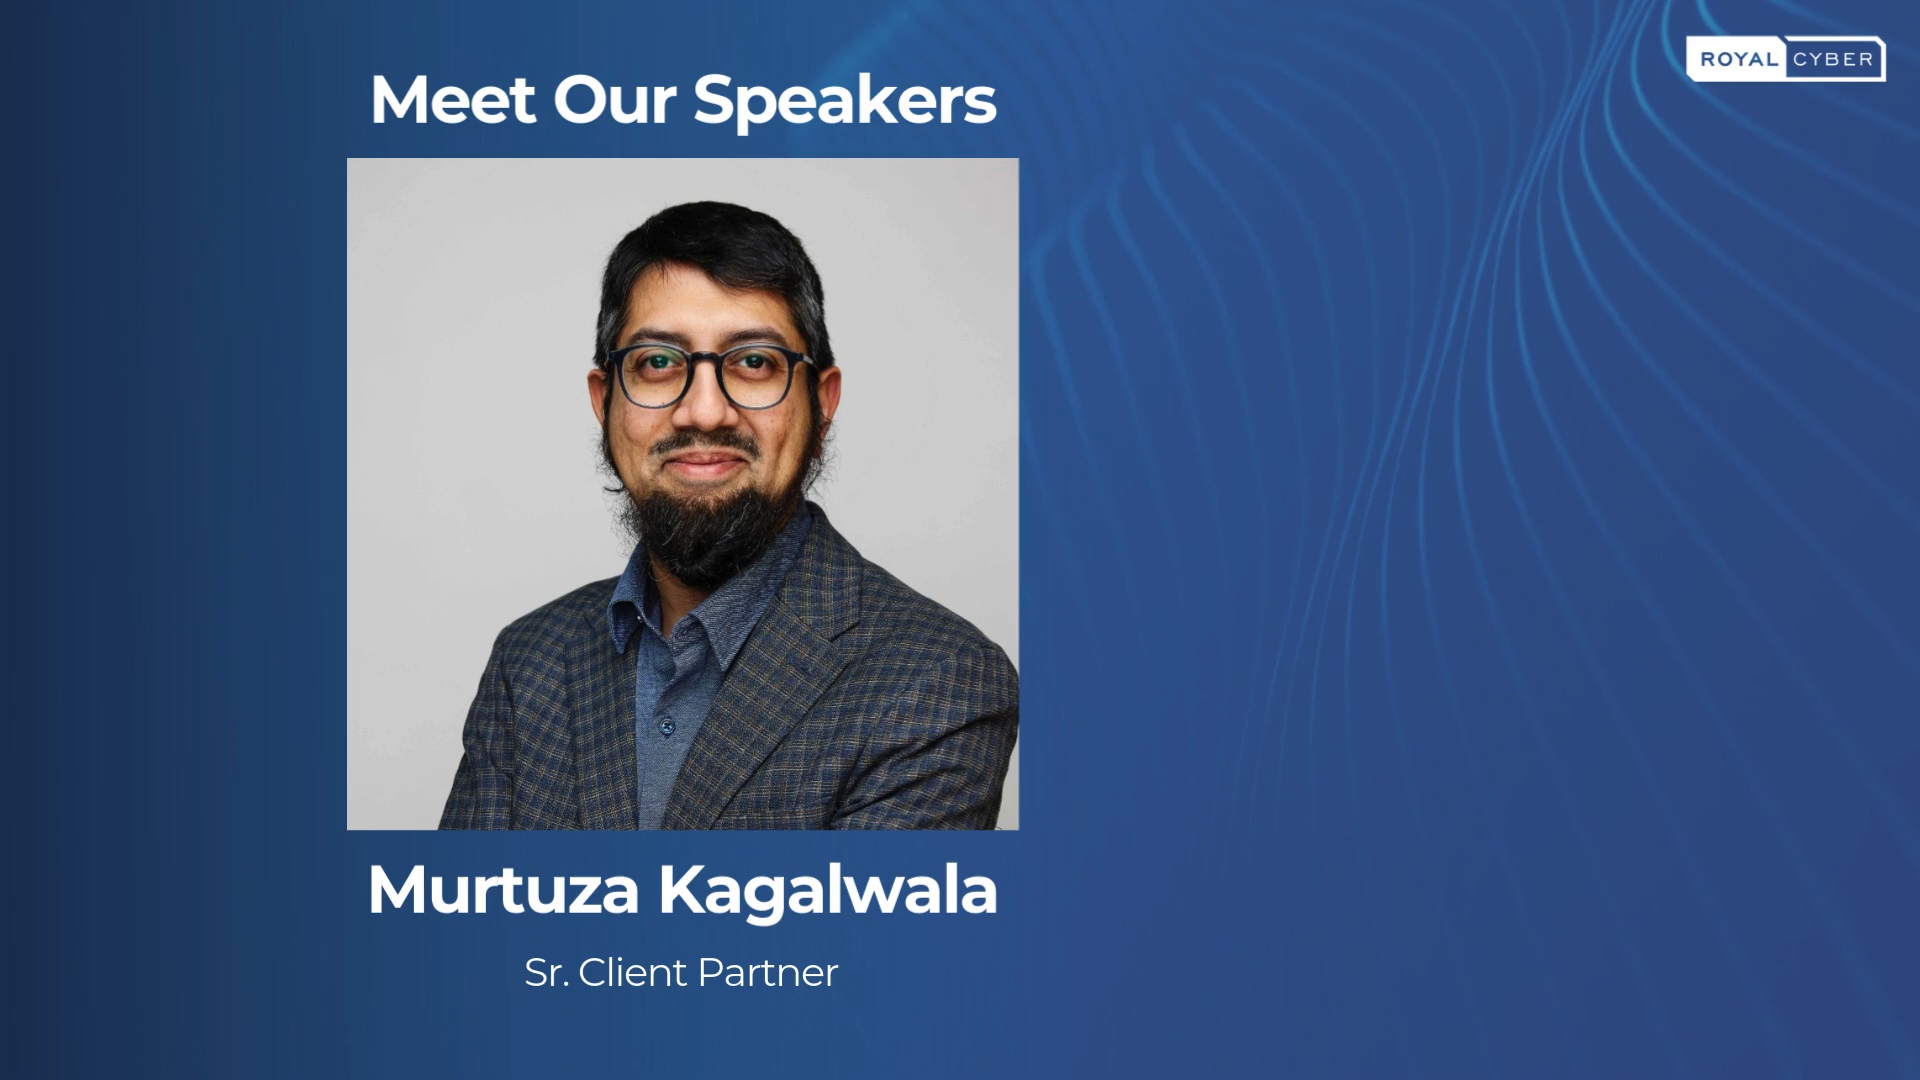 Meet Our Speakers
ROYAL CYBER
Murtuza Kagalwala
Sr. Client Partner